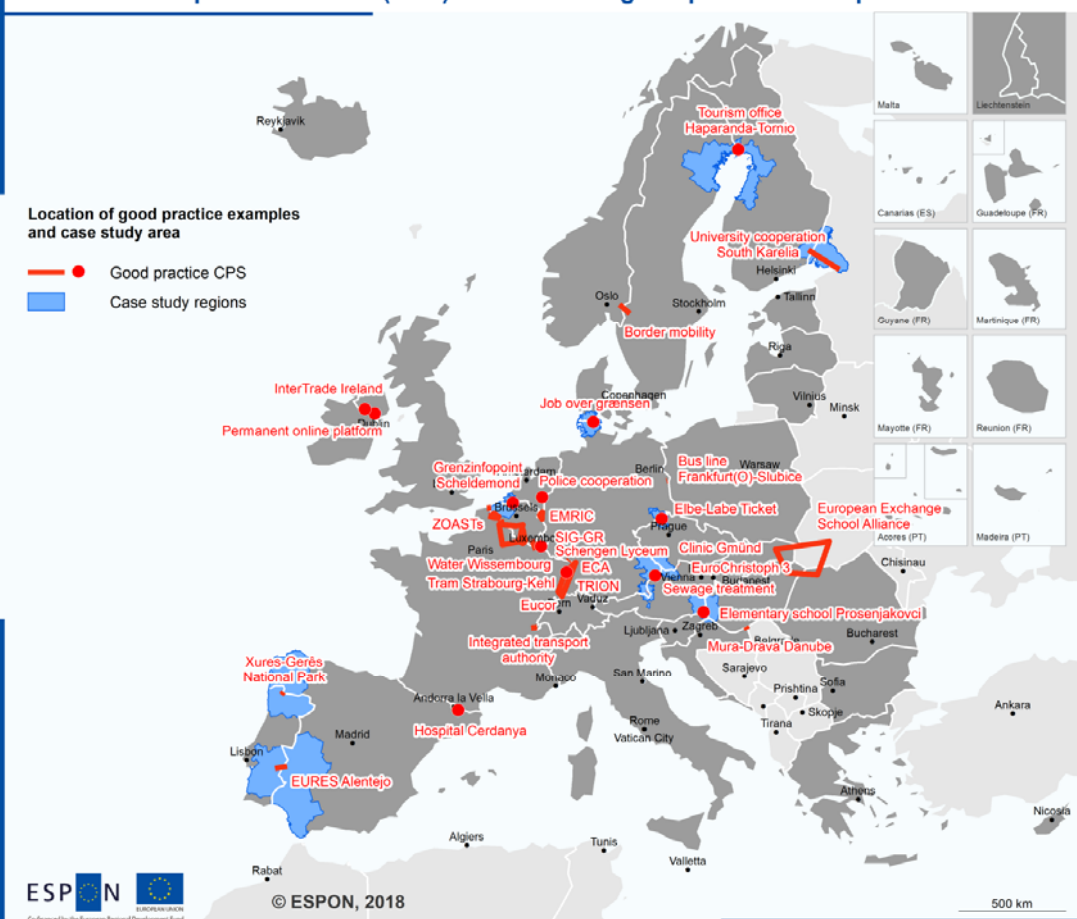 Location of good practice examples
and case study area
Good practice CPS
Case study regions
Reykjavik
Tourism office
Haparanda-Tornio
University cooperation
South Karelia
Helsinki
Oslo
Stockholm
Tallinn
Border mobility
Riga
InterTrade Ireland
Permanent online platform
Dublin
Copenhagen
Job over grænsen
Vilnius
Minsk
Grenzinfopoint
Scheldemond
Police cooperation
Berlin
Bus line
Frankfurt(O)-Slubice
Warsaw
Brussels
ZOASTs
EMRIC
Elbe-Labe Ticket
Prague
European Exchange
School Alliance
Paris
SIG-GR
Schengen Lyceum
Water Wissembourg
ECA
Tram Strabourg-Kehl
TRION
Clinic Gmünd
EuroChristoph 3
Vienna
Budapest
Sewage treatment
Chisinau
Eucor
Vaduz
Elementary school Prosenjakovci
Ljubljana
Zagreb
Mura-Drava Danube
Belgrade
Bucharest
Integrated transport
authority
Xures-Gerês
National Park
Monaco
San Marino
Sarajevo
Prishtina
Sofia
Andorra la Vella
Hospital Cerdanya
Skopje
Tirana
Ankara
Madrid
Rome
Vatican City
Lisbon
EURES Alentejo
Athens
Nicosia
Algiers
Tunis
Valletta
Rabat
Malta
Liechtenstein
Canarias (ES)
Guadeloupe (FR)
Guyane (FR)
Martinique (FR)
Mayotte (FR)
Reunion (FR)
Acores (PT)
Madeira (PT)
ESPON
EUROPEAN UNION
© ESPON, 2018
500 km